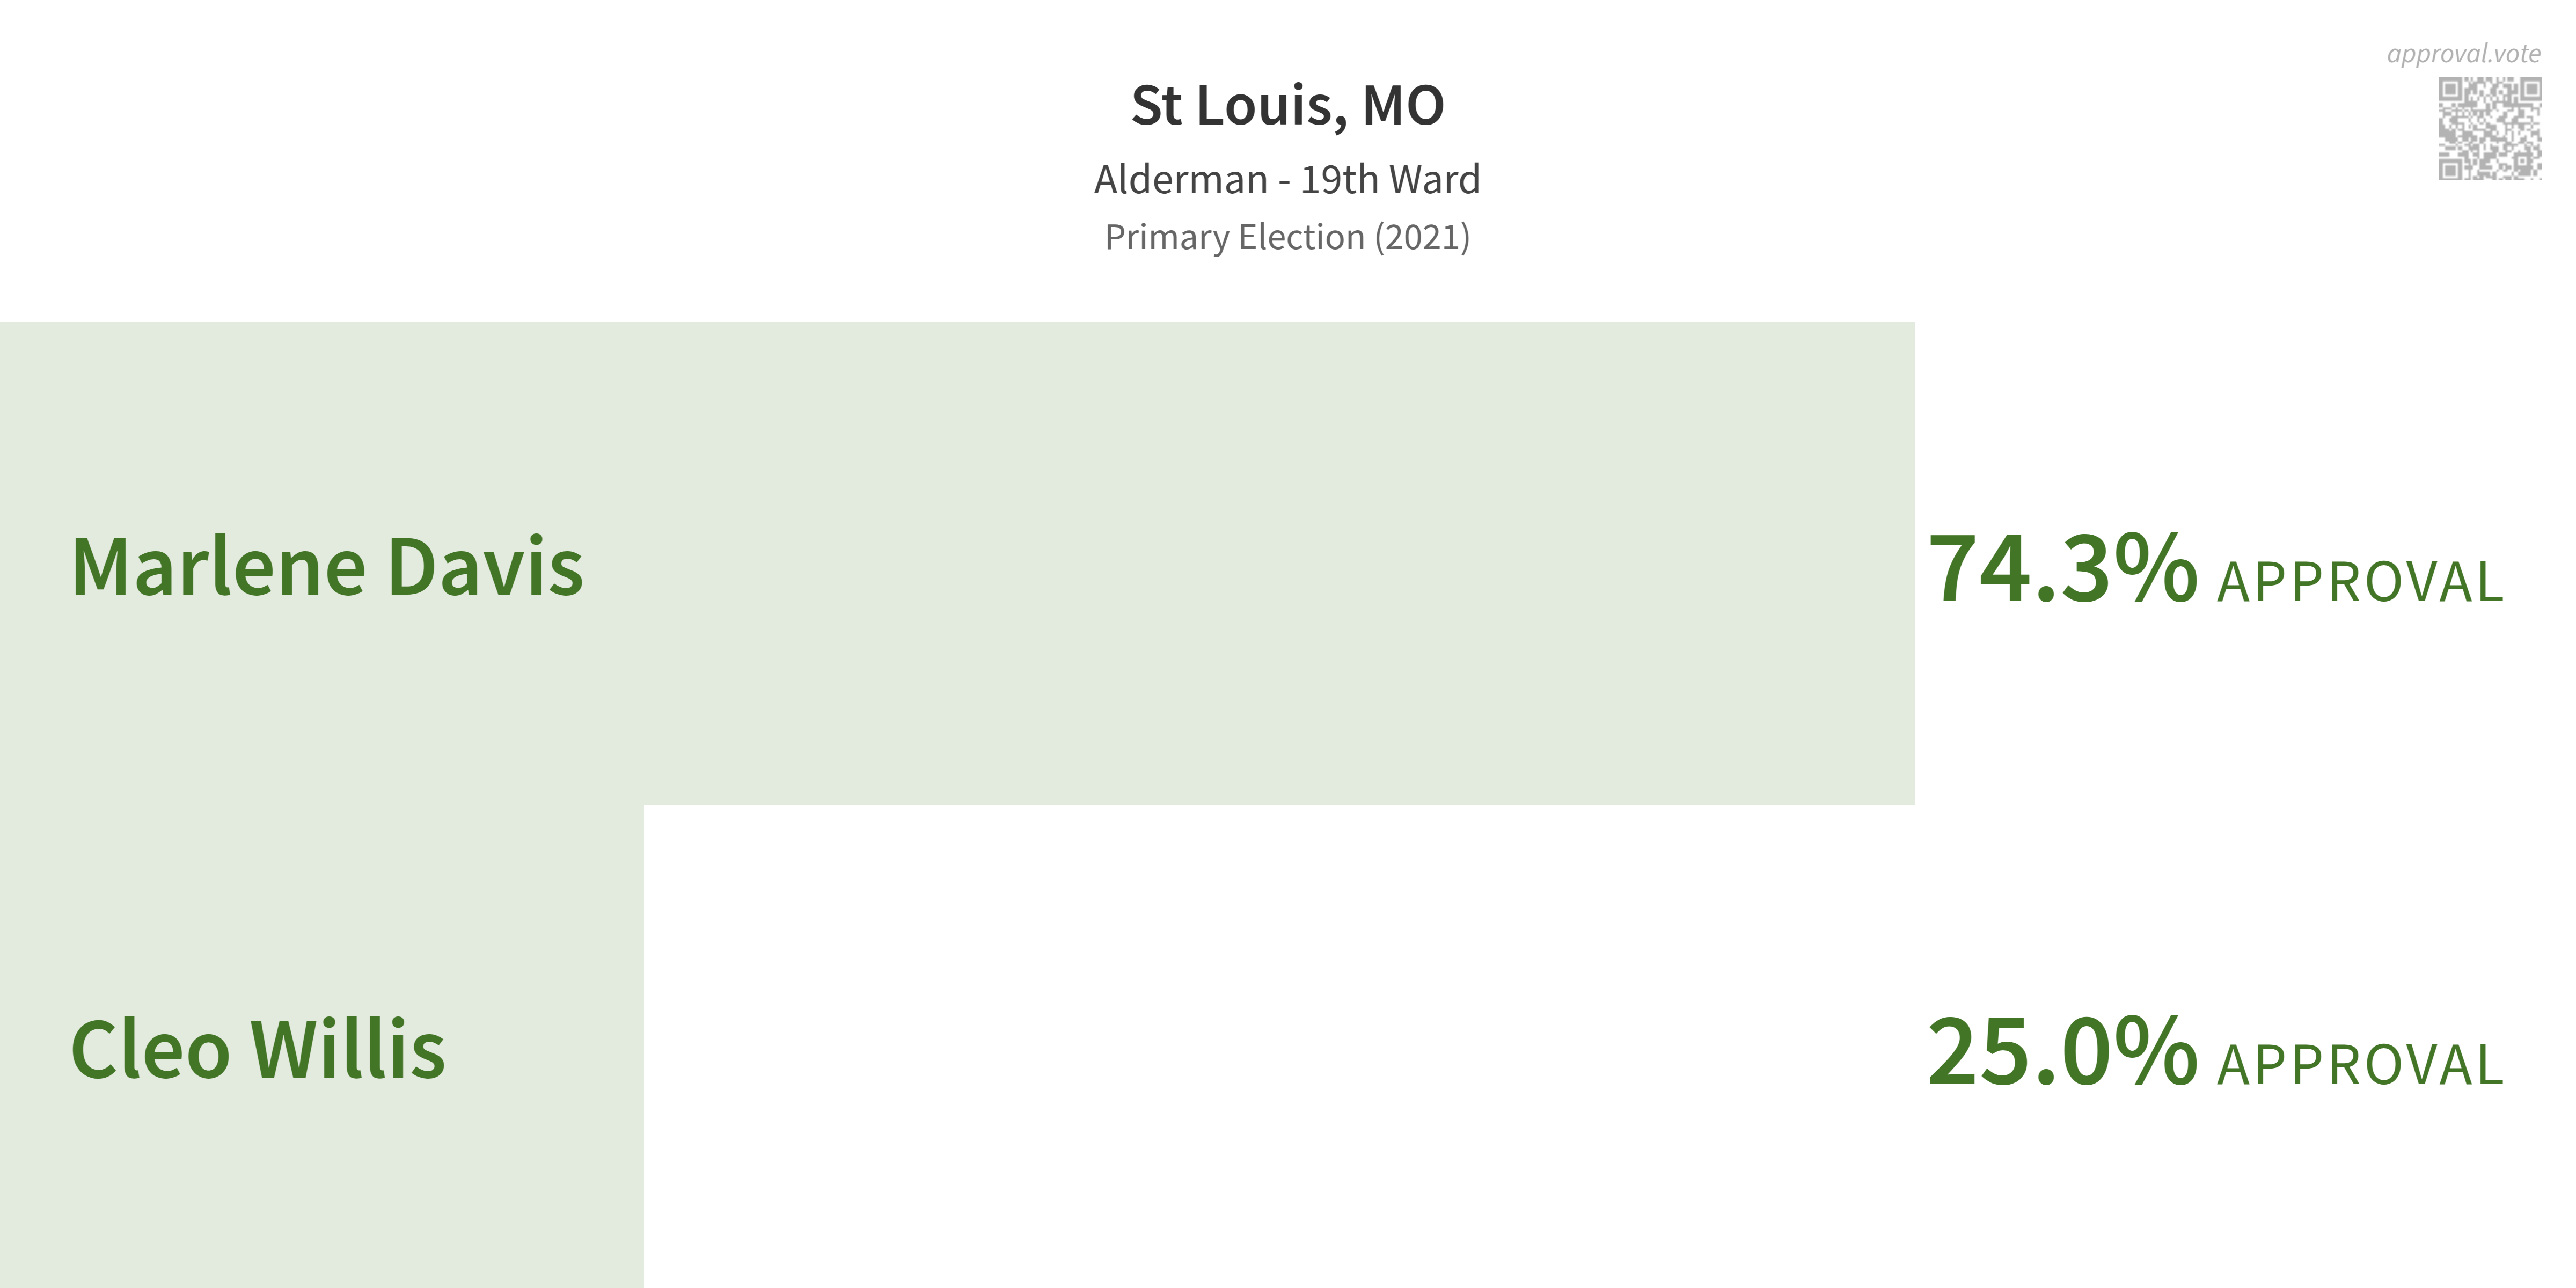 approval.vote
St Louis, MO
Alderman - 19th Ward
Primary Election (2021)
Marlene Davis
74.3% APPROVAL
Cleo Willis
25.0% APPROVAL